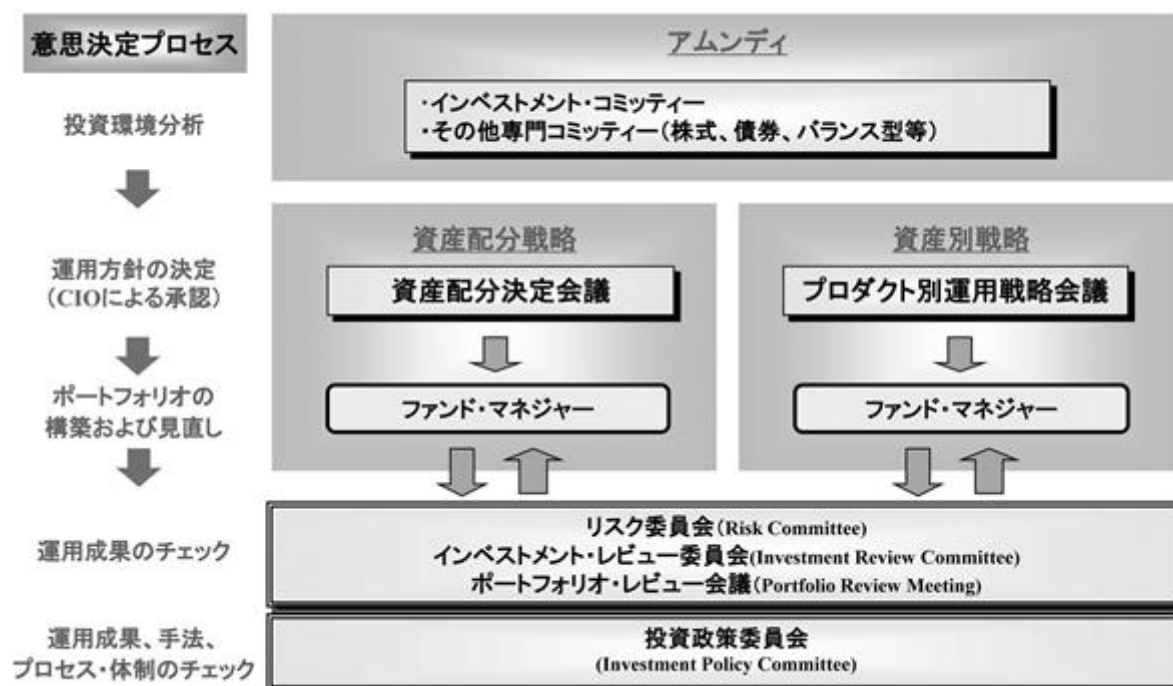 意思決定プロセス
アムンディ
投資環境分析
・インベストメント・コミッティー
・その他専門コミッティー(株式、債券、バランス型等)
運用方針の決定
(CIOによる承認)
資産配分戦略
資産配分決定会議
資産別戦略
プロダクト別運用戦略会議
ポートフォリオの
構築および見直し
ファンド・マネジャー
ファンド・マネジャー
運用成果のチェック
リスク委員会(Risk Committee)
インベストメント・レビュー委員会(Investment Review Committee)
ポートフォリオ・レビュー会議(Portfolio Review Meeting)
運用成果、手法、
プロセス・体制のチェック
投資政策委員会
(Investment Policy Committee)